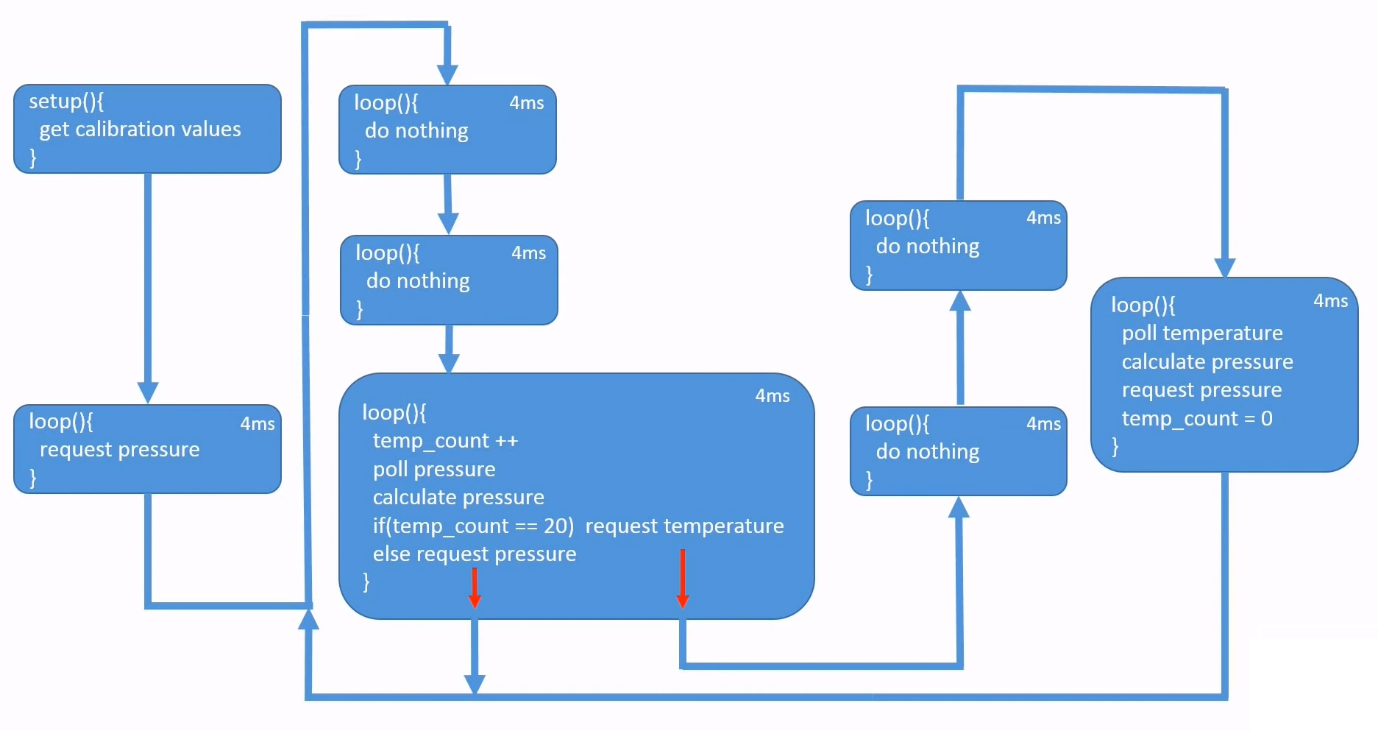 setup(){
get calibration values
}
loop(){ 4ms
request pressure
}
loop(){ 4ms
do nothing
}
loop(){ 4ms
do nothing
}
4ms
loop(){
temp_count ++
poll pressure
calculate pressure
if(temp_count == 20) request temperature
else request pressure
}
loop(){ 4ms
do nothing
}
loop(){ 4ms
do nothing
}
loop(){ 4ms
poll temperature
calculate pressure
request pressure
temp_count = 0
}